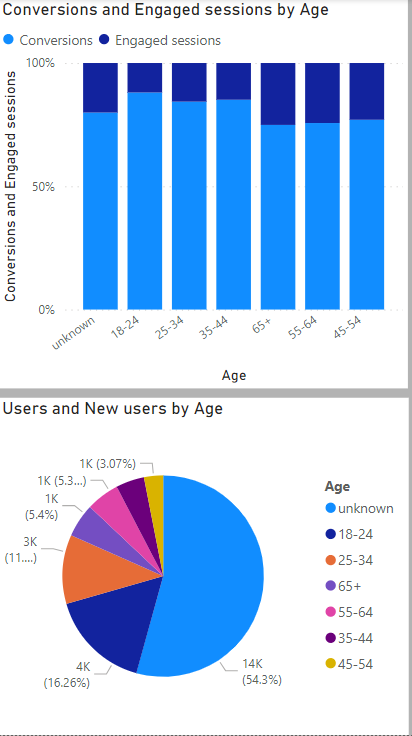 Conversions and Engaged sessions by Age
Conversions Engaged sessions
Conversions and Engaged sessions
100%
50%
0%
unknown
18-24
25-34
35-44
65+
55-64
45-54
Age
Users and New users by Age
1K (3.07%)
1K (5.3...)
1K
(5.4%)
3K
(11....)
4K
(16.26%)
14K
(54.3%)
Age
unknown
18-24
25-34
65+
55-64
35-44
45-54